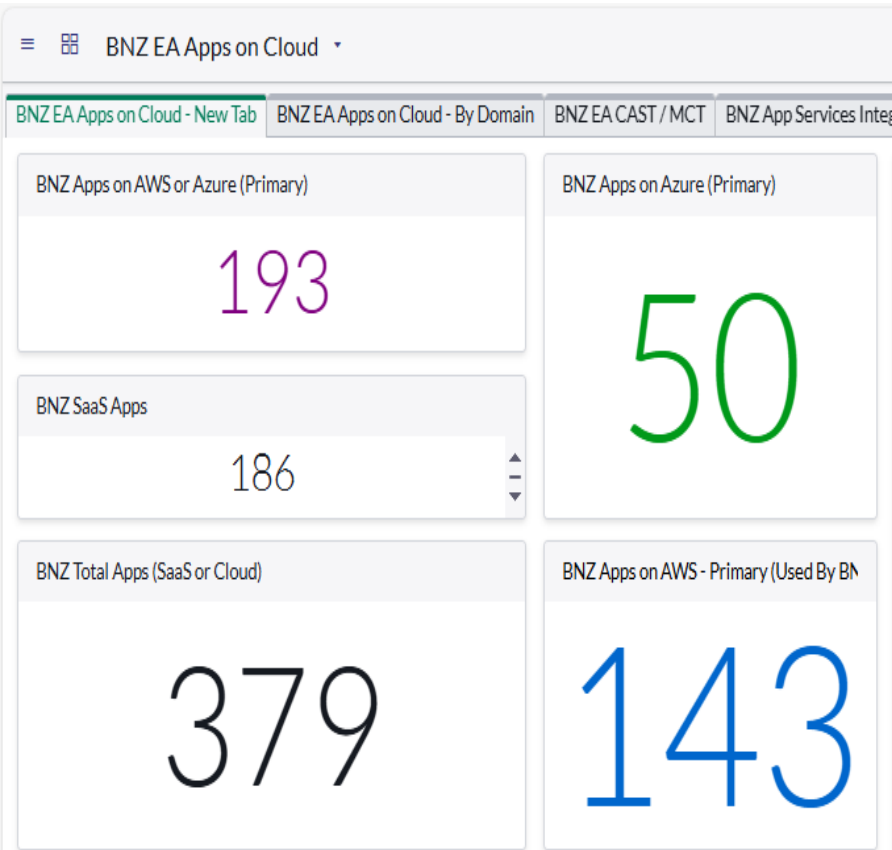 BNZ EA Apps on Cloud
BNZ EA Apps on Cloud - New Tab
BNZ EA Apps on Cloud - By Domain
BNZ EA CAST / MCT
BNZ App Services Integ
BNZ Apps on AWS or Azure (Primary)
193
BNZ Apps on Azure (Primary)
50
BNZ SaaS Apps
186
BNZ Total Apps (SaaS or Cloud)
379
BNZ Apps on AWS - Primary (Used By BN
143